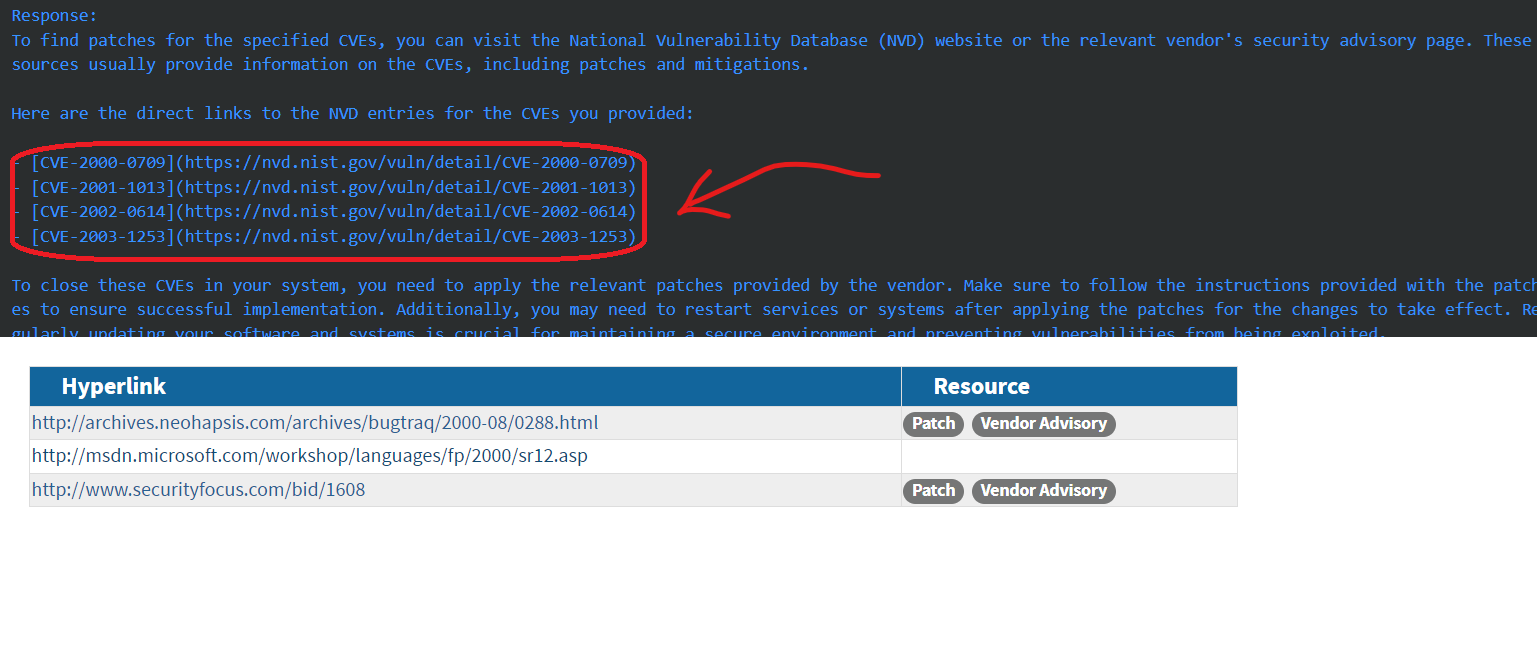 Response:
To find patches for the specified CVEs, you can visit the National Vulnerability Database (NVD) website or the relevant vendor's security advisory page. These
sources usually provide information on the CVEs, including patches and mitigations.
Here are the direct links to the NVD entries for the CVEs you provided:
- [CVE-2000-0709](https://nvd.nist.gov/vuln/detail/CVE-2000-0709)
- [CVE-2001-1013](https://nvd.nist.gov/vuln/detail/CVE-2001-1013)
- [CVE-2002-0614](https://nvd.nist.gov/vuln/detail/CVE-2002-0614)
- [CVE-2003-1253](https://nvd.nist.gov/vuln/detail/CVE-2003-1253)
To close these CVEs in your system, you need to apply the relevant patches provided by the vendor. Make sure to follow the instructions provided with the patch
es to ensure successful implementation. Additionally, you may need to restart services or systems after applying the patches for the changes to take effect. Re
gularly updating your software and systems is crucial for maintaining a secure environment and preventing vulnerabilities from being exploited.
Hyperlink Resource
http://archives.neohapsis.com/archives/bugtraq/2000-08/0288.html Patch Vendor Advisory
http://msdn.microsoft.com/workshop/languages/fp/2000/sr12.asp
http://www.securityfocus.com/bid/1608 Patch Vendor Advisory